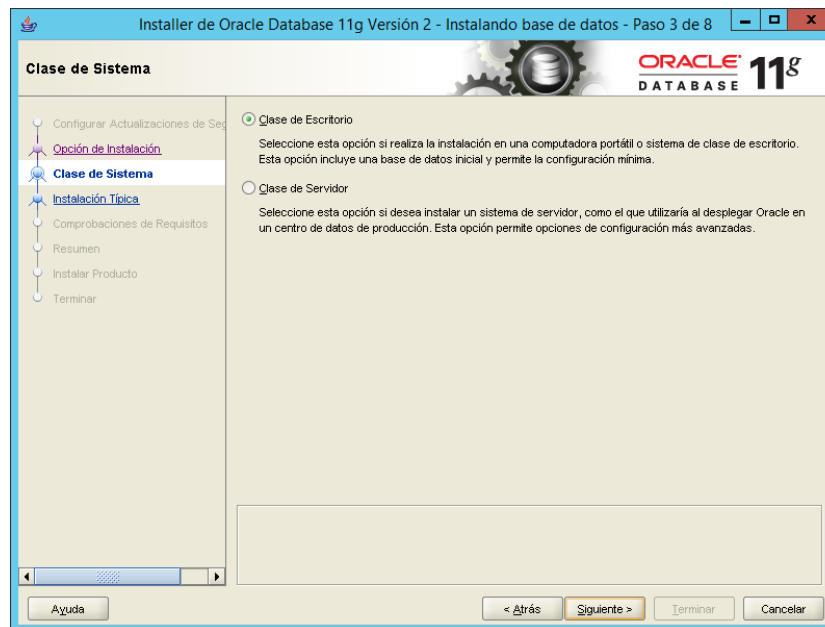 Installer de Oracle Database 11g Versión 2 - Instalando base de datos - Paso 3 de 8
Clase de Sistema
ORACLE
DATABASE
11g
Configurar Actualizaciones de Seg
Opción de Instalación
Clase de Sistema
Instalación Típica
Comprobaciones de Requisitos
Resumen
Instalar Producto
Terminar
Clase de Escritorio
Seleccione esta opción si realiza la instalación en una computadora portátil o sistema de clase de escritorio.
Esta opción incluye una base de datos inicial y permite la configuración mínima.
Clase de Servidor
Seleccione esta opción si desea instalar un sistema de servidor, como el que utilizaría al desplegar Oracle en
un centro de datos de producción. Esta opción permite opciones de configuración más avanzadas.
Ayuda
< Atrás
Siguiente >
Terminar
Cancelar